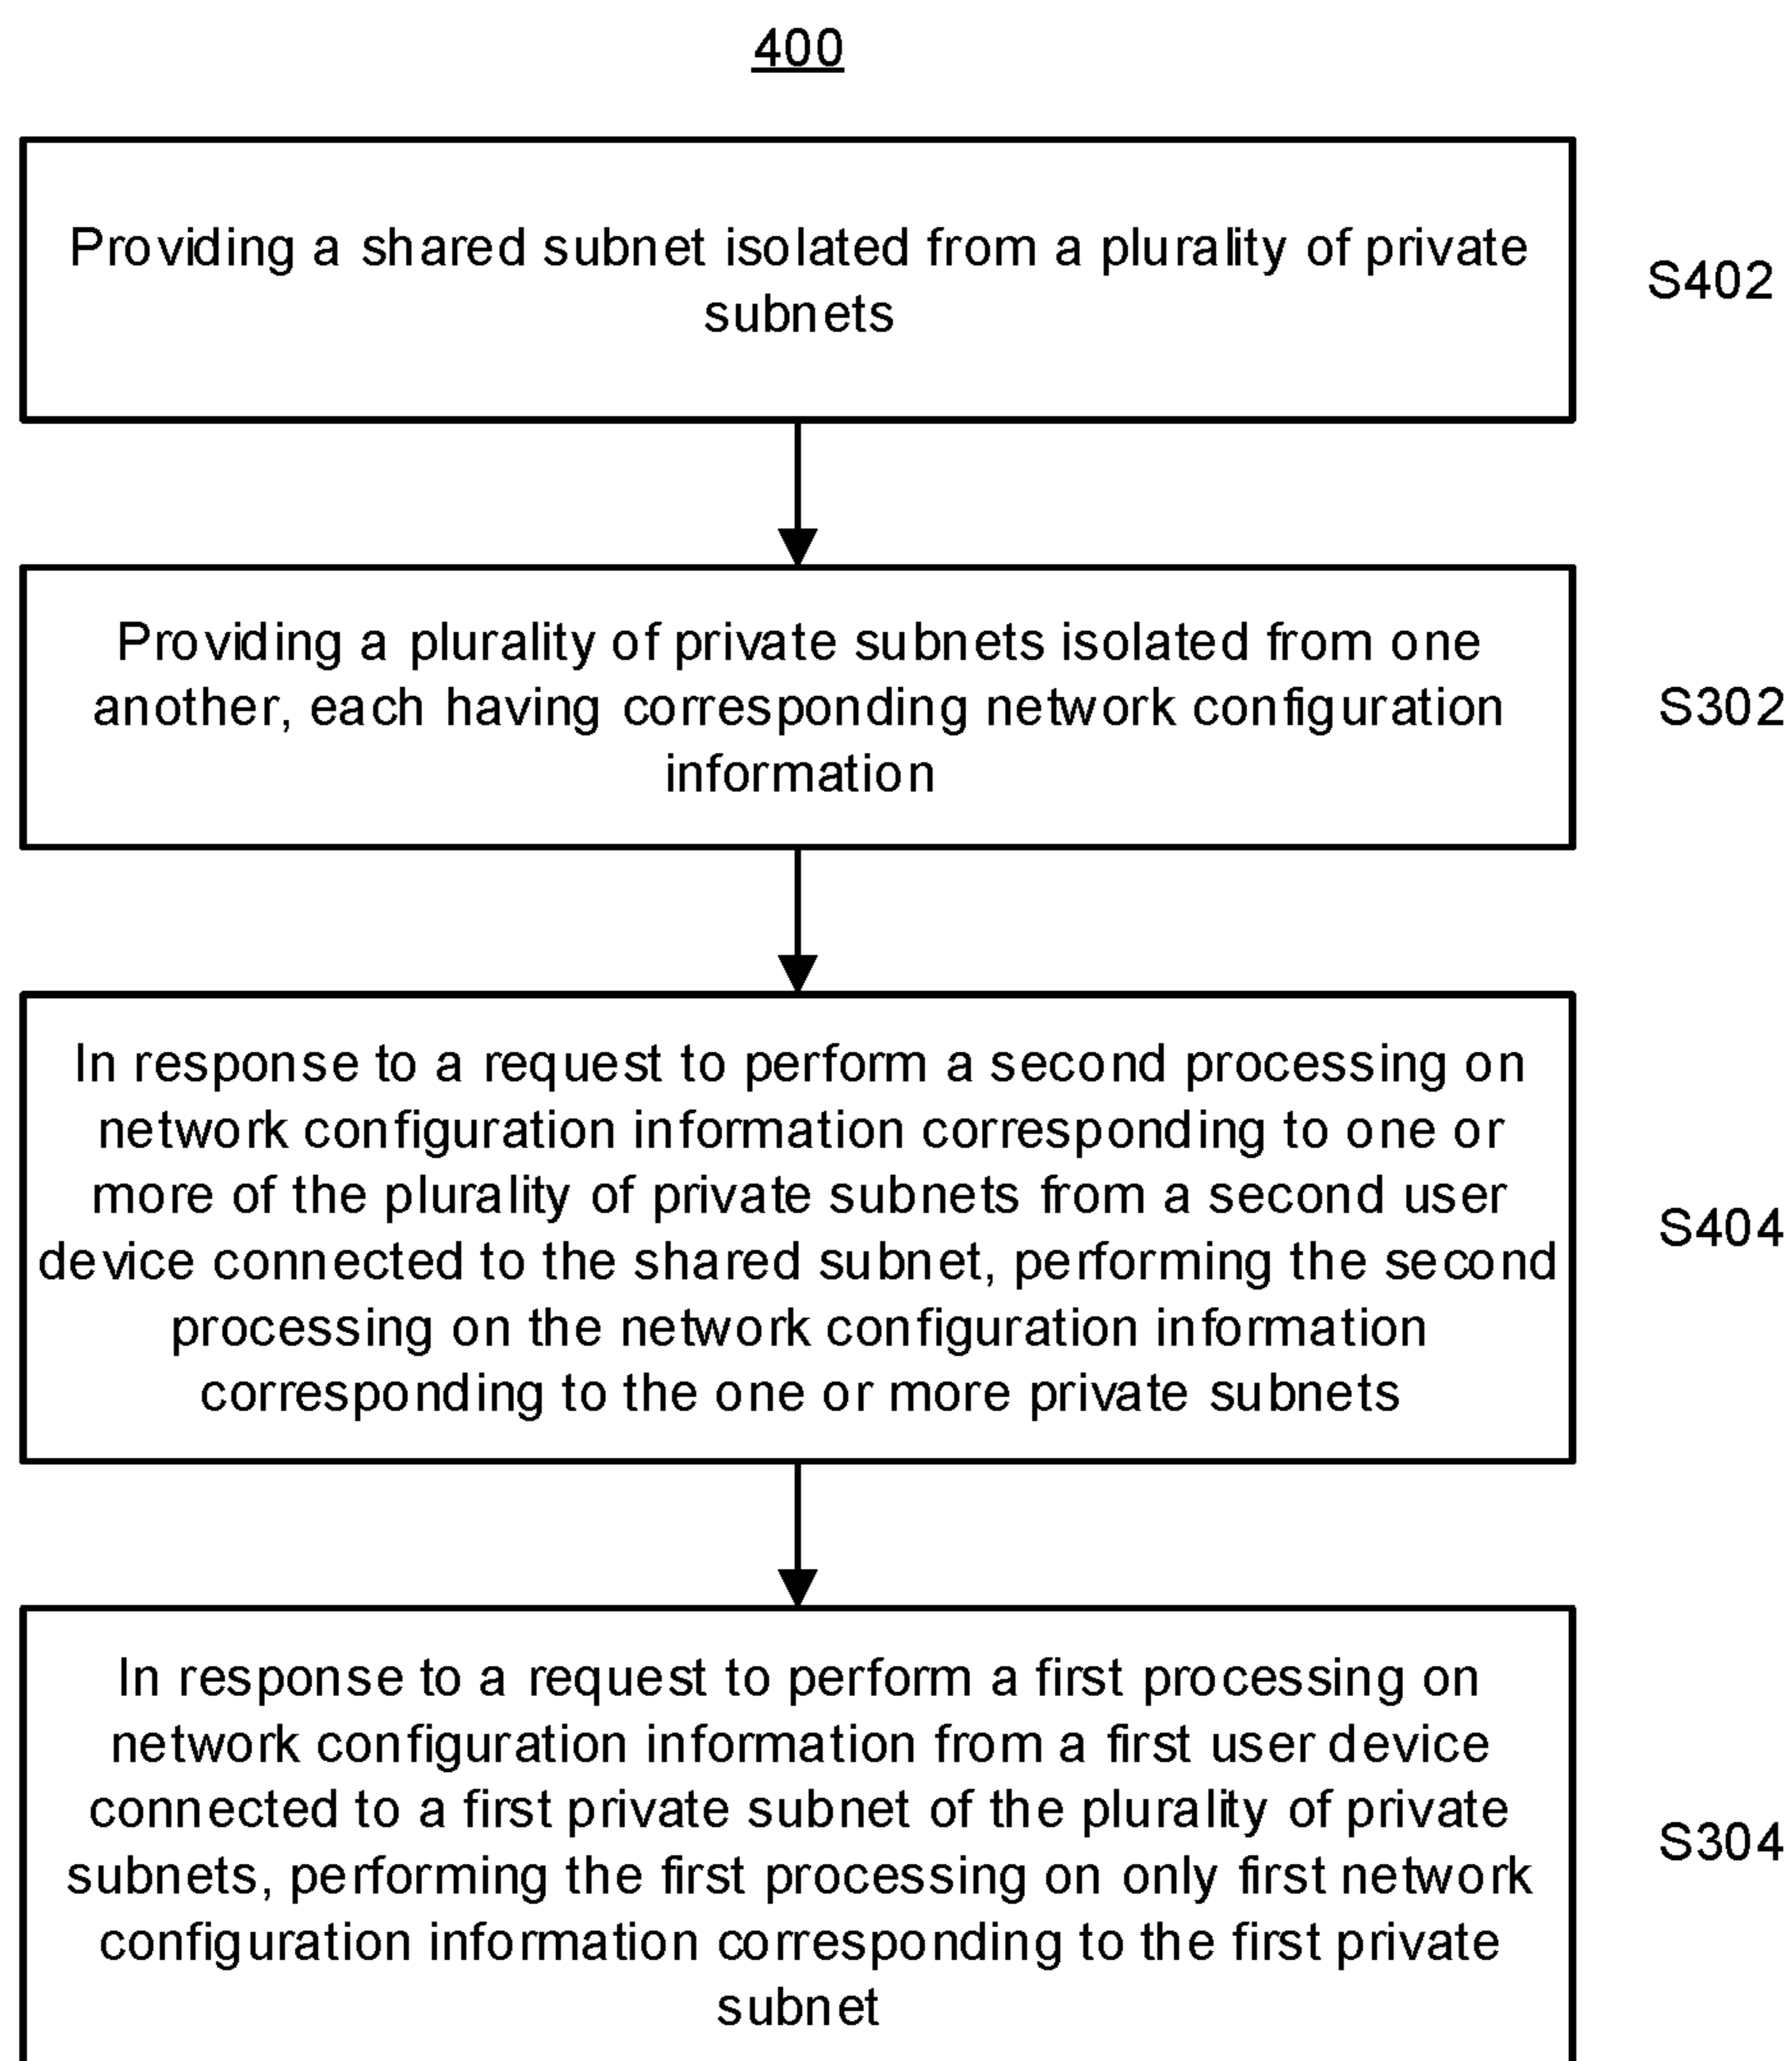 400
Providing a shared subnet isolated from a plurality of private
subnets
S402
Providing a plurality of private subnets isolated from one
another, each having corresponding network configuration
information
S302
In response to a request to perform a second processing on
network configuration information corresponding to one or
more of the plurality of private subnets from a second user
device connected to the shared subnet, performing the second
processing on the network configuration information
corresponding to the one or more private subnets
S404
In response to a request to perform a first processing on
network configuration information from a first user device
connected to a first private subnet of the plurality of private
subnets, performing the first processing on only first network
configuration information corresponding to the first private
subnet
S304